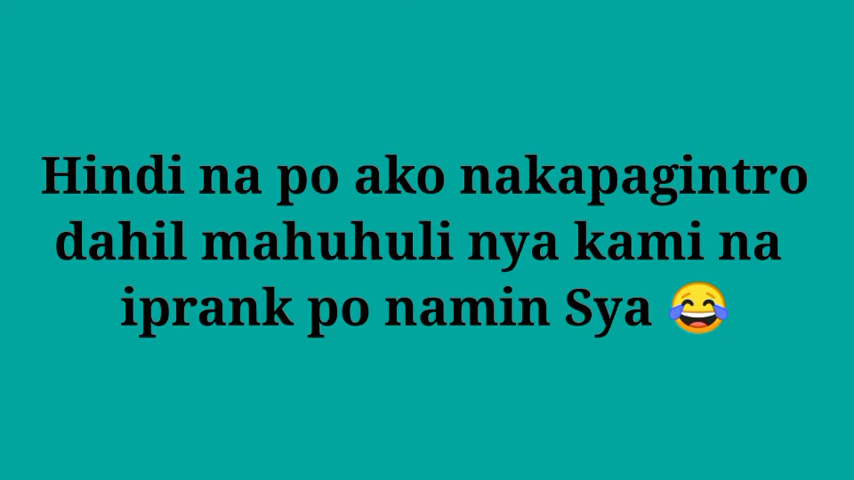 Hindi na po ako nakapagintro
dahil mahuhuli nya kami na
iprank po namin Sya 😂